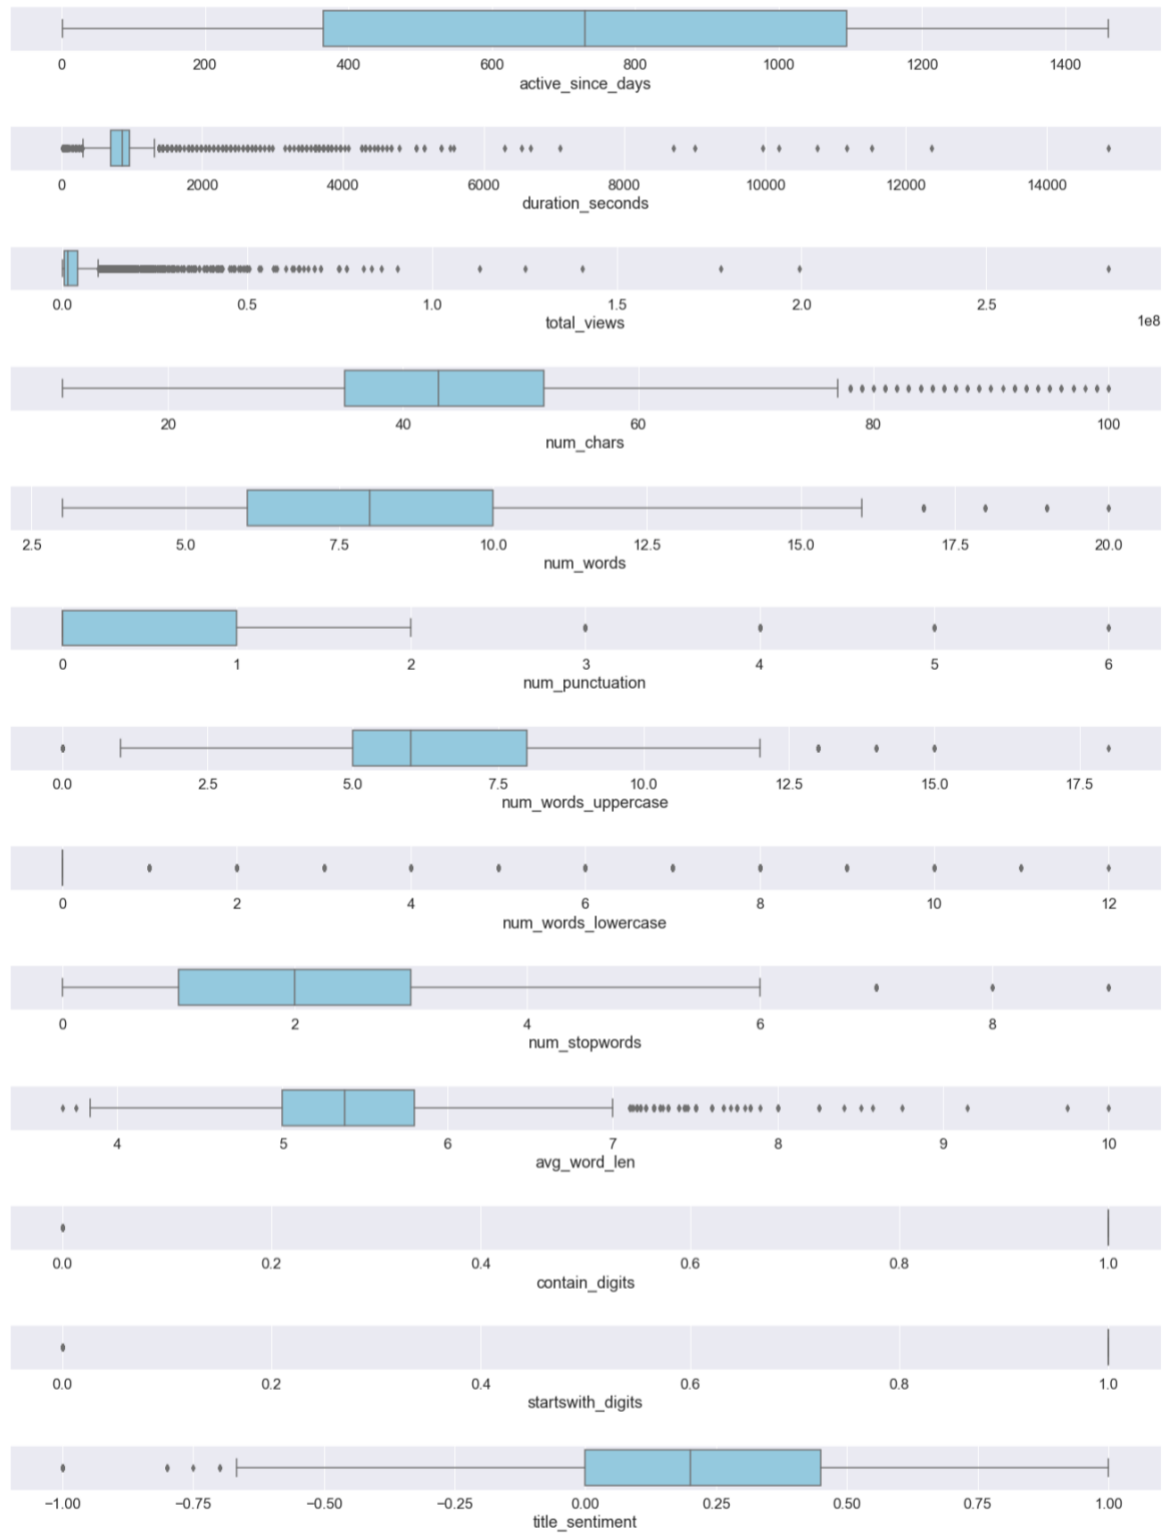 0 200 400 600 800 1000 1200 1400
active_since_days
0 2000 4000 6000 8000 10000 12000 14000
duration_seconds
0.0 0.5 1.0 1.5 2.0 2.5
total_views
1e8
20 40 60 80 100
num_chars
2.5 5.0 7.5 10.0 12.5 15.0 17.5 20.0
num_words
0 1 2 3 4 5 6
num_punctuation
0.0 2.5 5.0 7.5 10.0 12.5 15.0 17.5
num_words_uppercase
0 2 4 6 8 10 12
num_words_lowercase
0 2 4 6 8
num_stopwords
4 5 6 7 8 9 10
avg_word_len
0.0 0.2 0.4 0.6 0.8 1.0
contain_digits
0.0 0.2 0.4 0.6 0.8 1.0
startswith_digits
−1.00 −0.75 −0.50 −0.25 0.00 0.25 0.50 0.75 1.00
title_sentiment